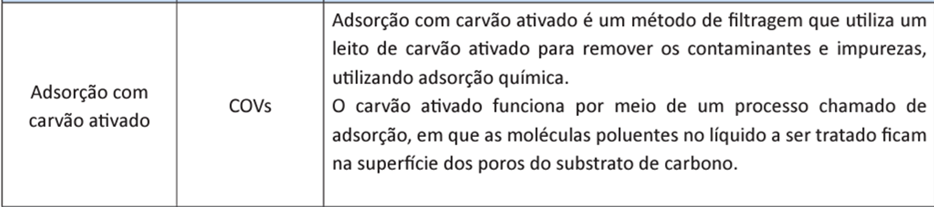 Adsorção com
carvão ativado
COVs
Adsorção com carvão ativado é um método de filtragem que utiliza um
leito de carvão ativado para remover os contaminantes e impurezas,
utilizando adsorção química.
O carvão ativado funciona por meio de um processo chamado de
adsorção, em que as moléculas poluentes no líquido a ser tratado ficam
na superfície dos poros do substrato de carbono.